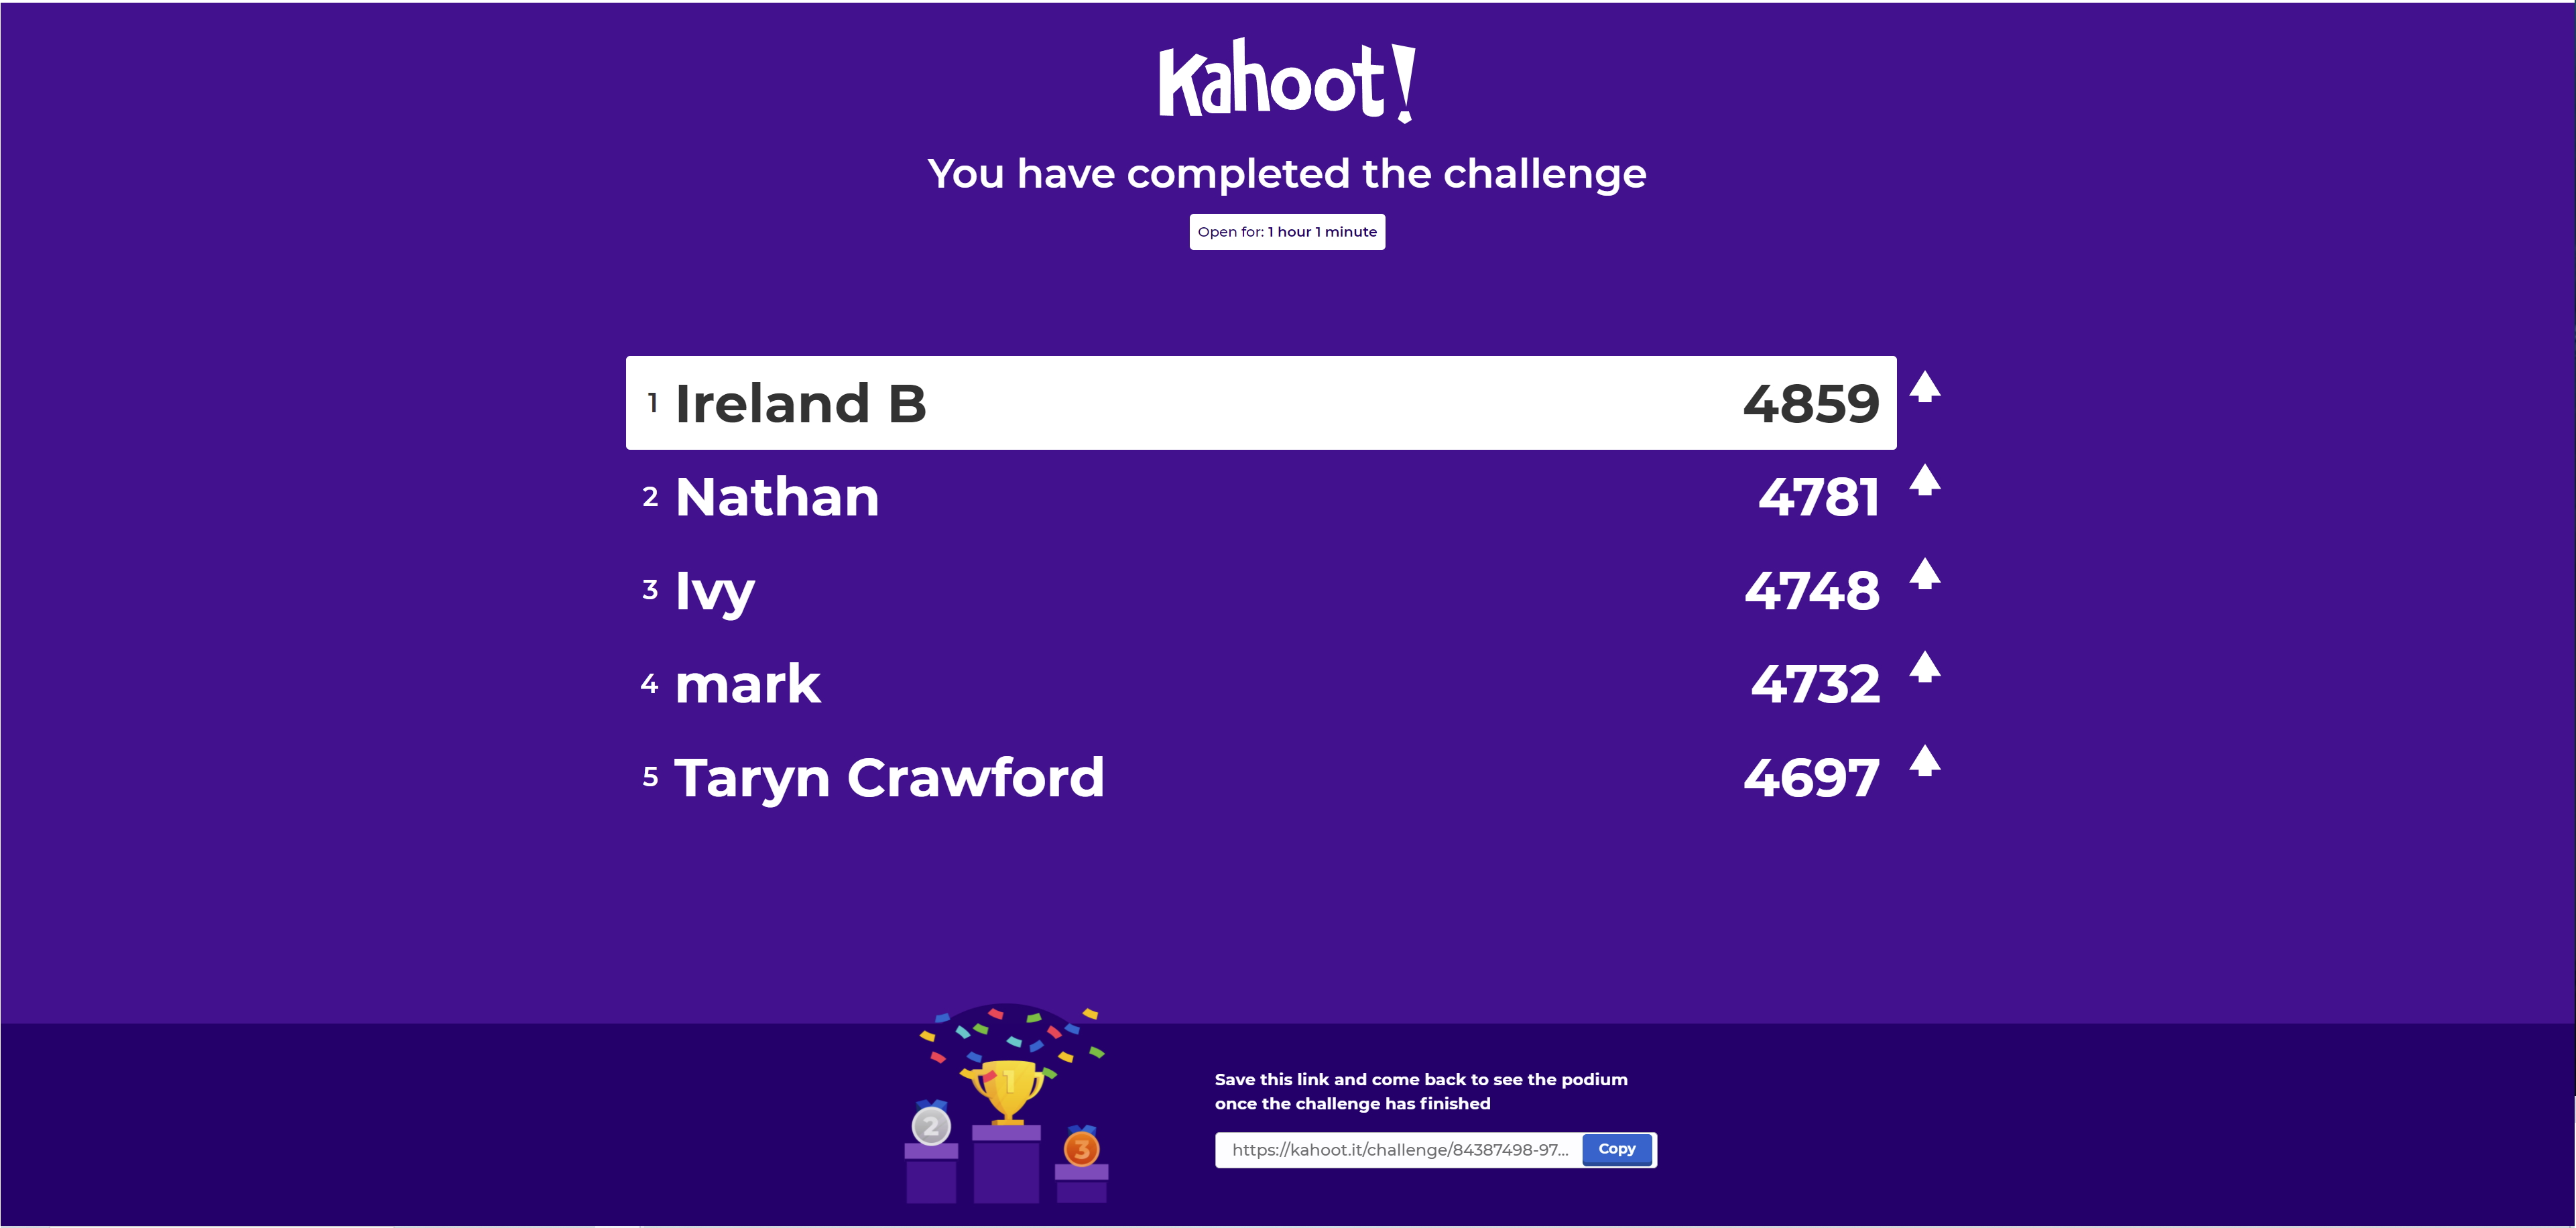 Kahoot!
You have completed the challenge
Open for: 1 hour 1 minute
1 Ireland B 4859
2 Nathan 4781
3 Ivy 4748
4 mark 4732
5 Taryn Crawford 4697
1
2
3
Save this link and come back to see the podium
once the challenge has finished
https://kahoot.it/challenge/84387498-97... Copy